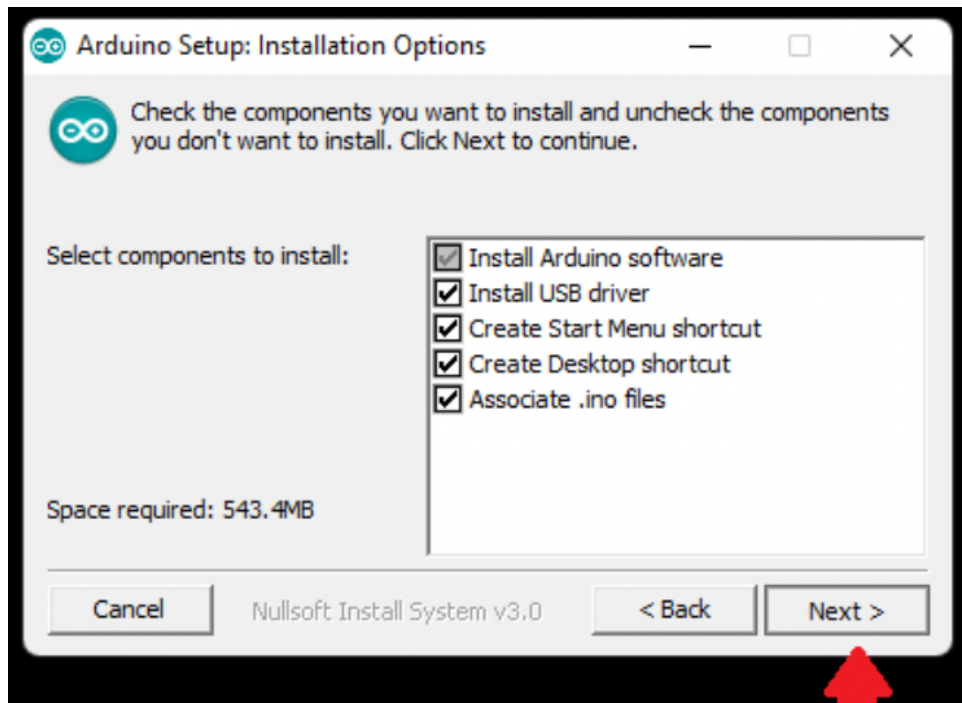 Arduino Setup: Installation Options
Check the components you want to install and uncheck the components
you don't want to install. Click Next to continue.
Select components to install:
Install Arduino software
Install USB driver
Create Start Menu shortcut
Create Desktop shortcut
Associate .ino files
Space required: 543.4MB
Cancel
Nullsoft Install System v3.0
< Back
Next >